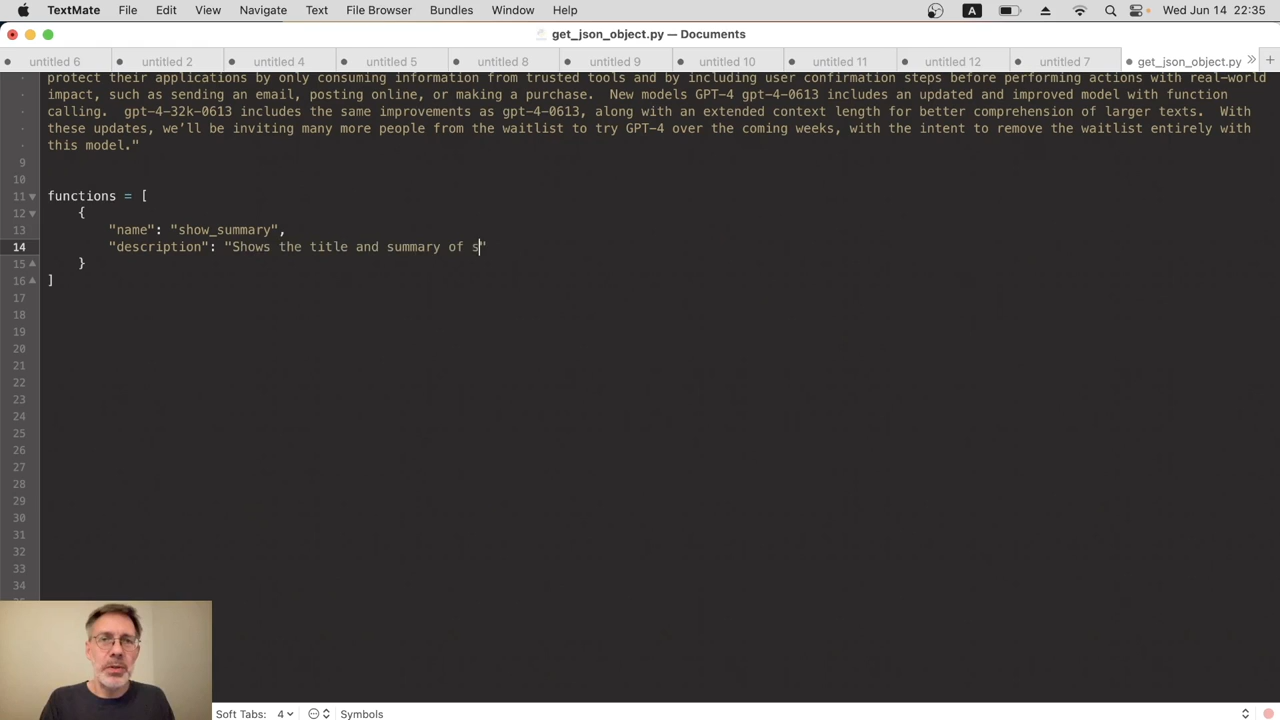 TextMate File Edit View Navigate Text File Browser Bundles Window Help A Wed Jun 14 22:35
get_json_object.py — Documents
untitled 6 untitled 2 untitled 4 untitled 5 untitled 8 untitled 9 untitled 10 untitled 11 untitled 12 untitled 7 get_json_object.py » +
protect their applications by only consuming information from trusted tools and by including user confirmation steps before performing actions with real-world
impact, such as sending an email, posting online, or making a purchase.  New models GPT-4 gpt-4-0613 includes an updated and improved model with function
calling.  gpt-4-32k-0613 includes the same improvements as gpt-4-0613, along with an extended context length for better comprehension of larger texts.  With
these updates, we'll be inviting many more people from the waitlist to try GPT-4 over the coming weeks, with the intent to remove the waitlist entirely with
this model."
9
10
11 functions = [
12 {
13 "name": "show_summary",
14 "description": "Shows the title and summary of s"
15 }
16 ]
17
18
19
20
21
22
23
24
25
26
27
28
29
30
31
32
33
34
Soft Tabs: 4 Symbols